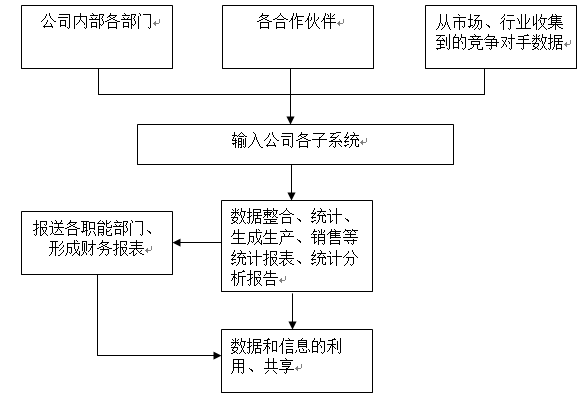 公司内部各部门
各合作伙伴
从市场、行业收集
到的竞争对手数据
输入公司各子系统
数据整合、统计、
生成生产、销售等
统计报表、统计分
析报告
报送各职能部门、
形成财务报表
数据和信息的利
用、共享